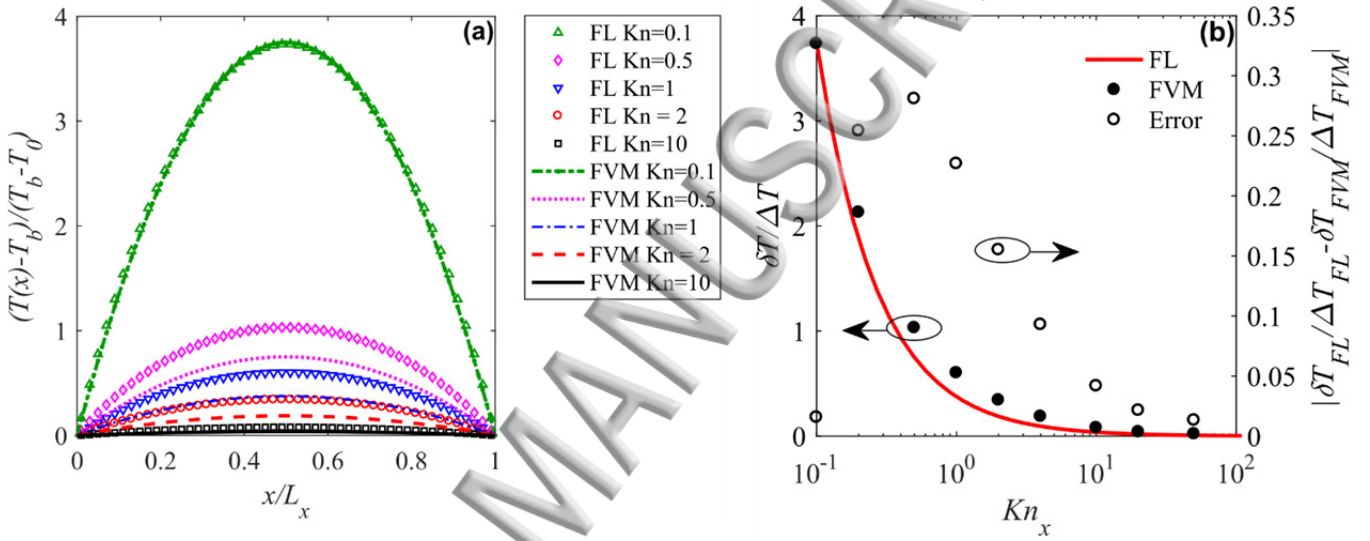 4
3
2
1
0
0
0.2
0.4
0.6
0.8
1
(T(x)-T_b)/(T_b-T_0)
x/L_x
(a)
FL Kn=0.1
FL Kn=0.5
FL Kn=1
FL Kn = 2
FL Kn=10
FVM Kn=0.1
FVM Kn=0.5
FVM Kn=1
FVM Kn = 2
FVM Kn=10
MANUSCR
4
3
2
1
0
δT/ΔT
10^-1
10^0
10^1
10^2
Kn_x
(b)
FL
FVM
Error
0.35
0.3
0.25
0.2
0.15
0.1
0.05
0
|δT_FL/ΔT_FL-δT_FVM/ΔT_FVM|